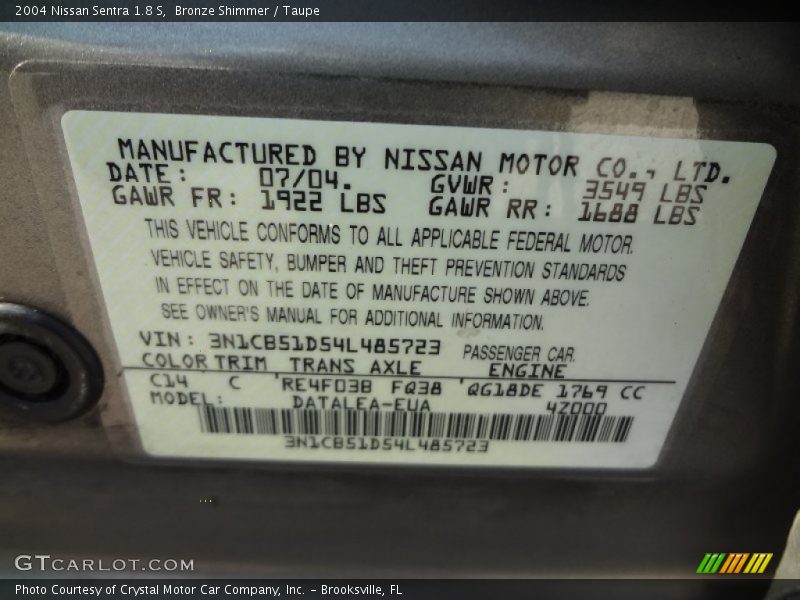 2004 Nissan Sentra 1.8 S, Bronze Shimmer / Taupe
MANUFACTURED BY NISSAN MOTOR CO., LTD.
DATE: 07/04. GVWR: 3549 LBS
GAWR FR: 1922 LBS GAWR RR: 1688 LBS
THIS VEHICLE CONFORMS TO ALL APPLICABLE FEDERAL MOTOR.
VEHICLE SAFETY, BUMPER AND THEFT PREVENTION STANDARDS
IN EFFECT ON THE DATE OF MANUFACTURE SHOWN ABOVE.
SEE OWNER'S MANUAL FOR ADDITIONAL INFORMATION.
VIN: 3N1CB51D54L485723 PASSENGER CAR.
COLOR TRIM TRANS AXLE ENGINE
C14 C 'RE4F03B FQ38 'QG18DE 1769 CC
MODEL: DATALEA-EUA 4Z000
3N1CB51D54L485723
GTCARLOT.COM
Photo Courtesy of Crystal Motor Car Company, Inc. – Brooksville, FL